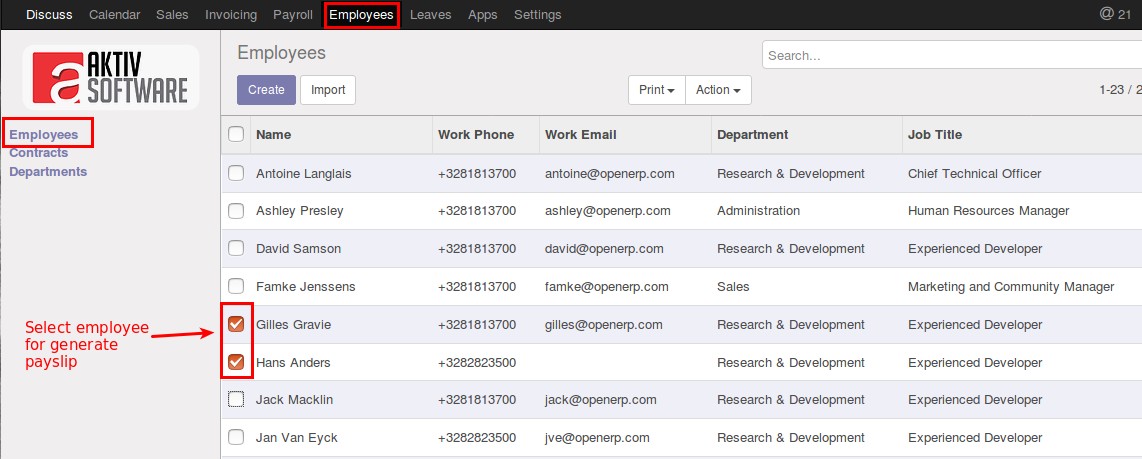 Discuss Calendar Sales Invoicing Payroll Employees Leaves Apps Settings @ 21
AKTIV
SOFTWARE
Employees
Contracts
Departments
Select employee
for generate
payslip
Employees Search...
Create Import Print Action 1-23 / 2
Name Work Phone Work Email Department Job Title
Antoine Langlais +3281813700 antoine@openerp.com Research & Development Chief Technical Officer
Ashley Presley +3281813700 ashley@openerp.com Administration Human Resources Manager
David Samson +3281813700 david@openerp.com Research & Development Experienced Developer
Famke Jenssens +3281813700 famke@openerp.com Sales Marketing and Community Manager
Gilles Gravie +3281813700 gilles@openerp.com Research & Development Experienced Developer
Hans Anders +3282823500 Research & Development Experienced Developer
Jack Macklin +3281813700 jack@openerp.com Research & Development Experienced Developer
Jan Van Eyck +3282823500 jve@openerp.com Research & Development Experienced Developer